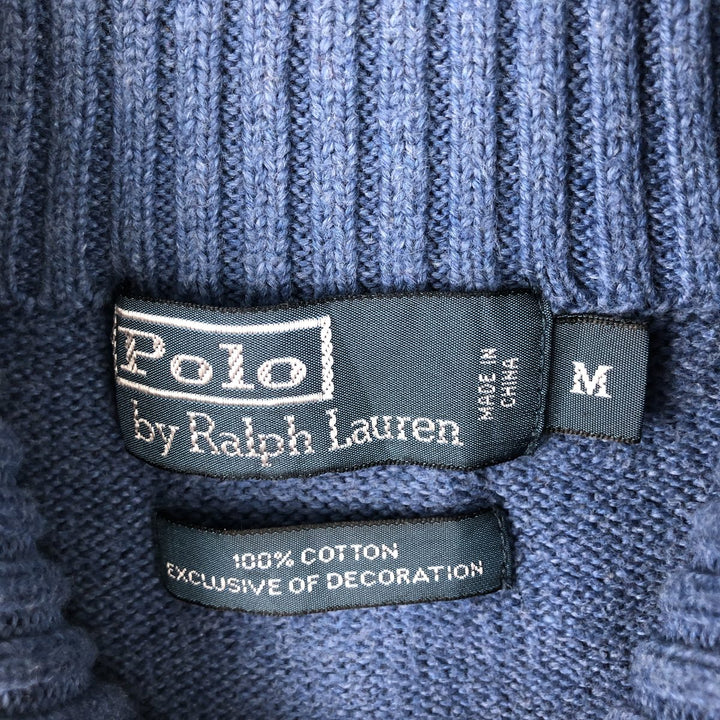 Polo
by Ralph Lauren
MADE IN
CHINA
M
100% COTTON
EXCLUSIVE OF DECORATION